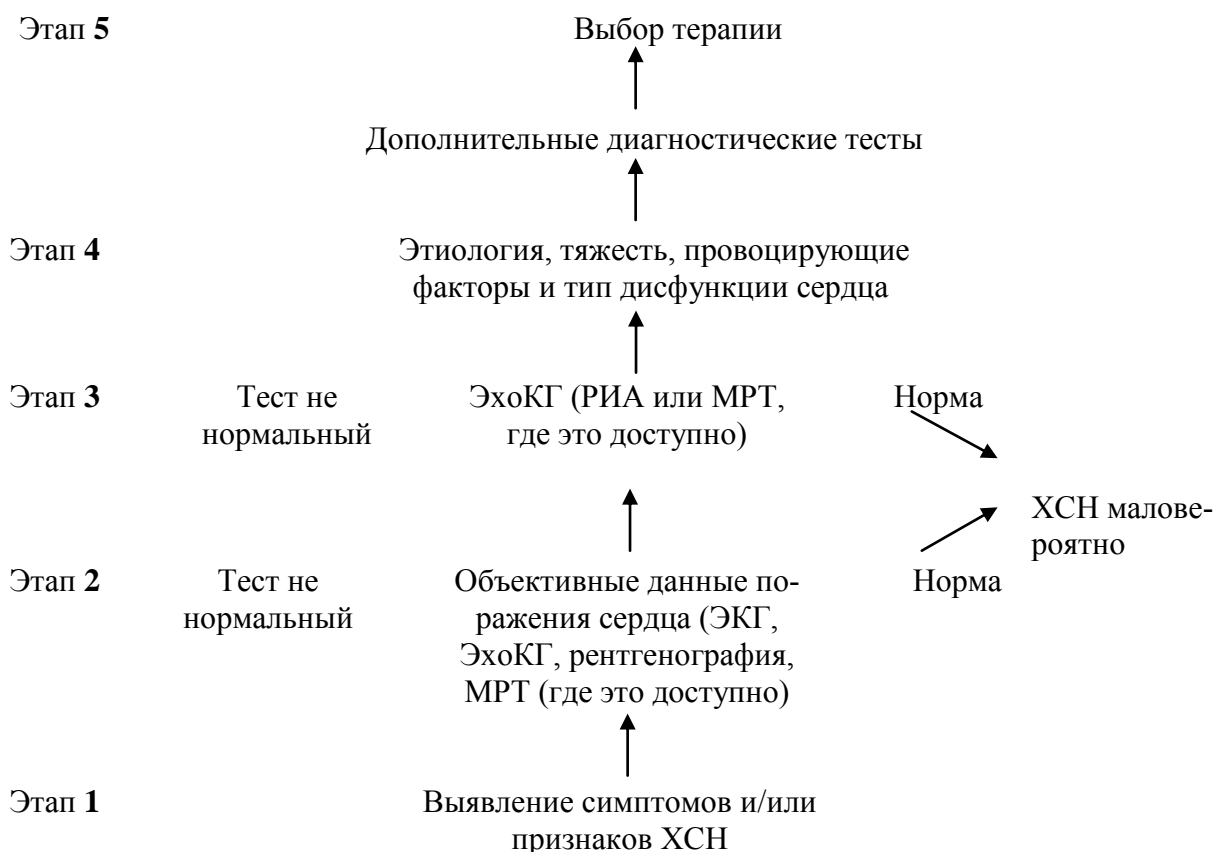 Этап 5 Выбор терапии
Дополнительные диагностические тесты
Этап 4 Этиология, тяжесть, провоцирующие
факторы и тип дисфункции сердца
Этап 3 Тест не ЭхоКГ (РИА или МРТ, Норма
нормальный где это доступно)
ХСН малове-
роятно
Этап 2 Тест не Объективные данные по- Норма
нормальный ражения сердца (ЭКГ,
ЭхоКГ, рентгенография,
МРТ (где это доступно)
Этап 1 Выявление симптомов и/или
признаков ХСН